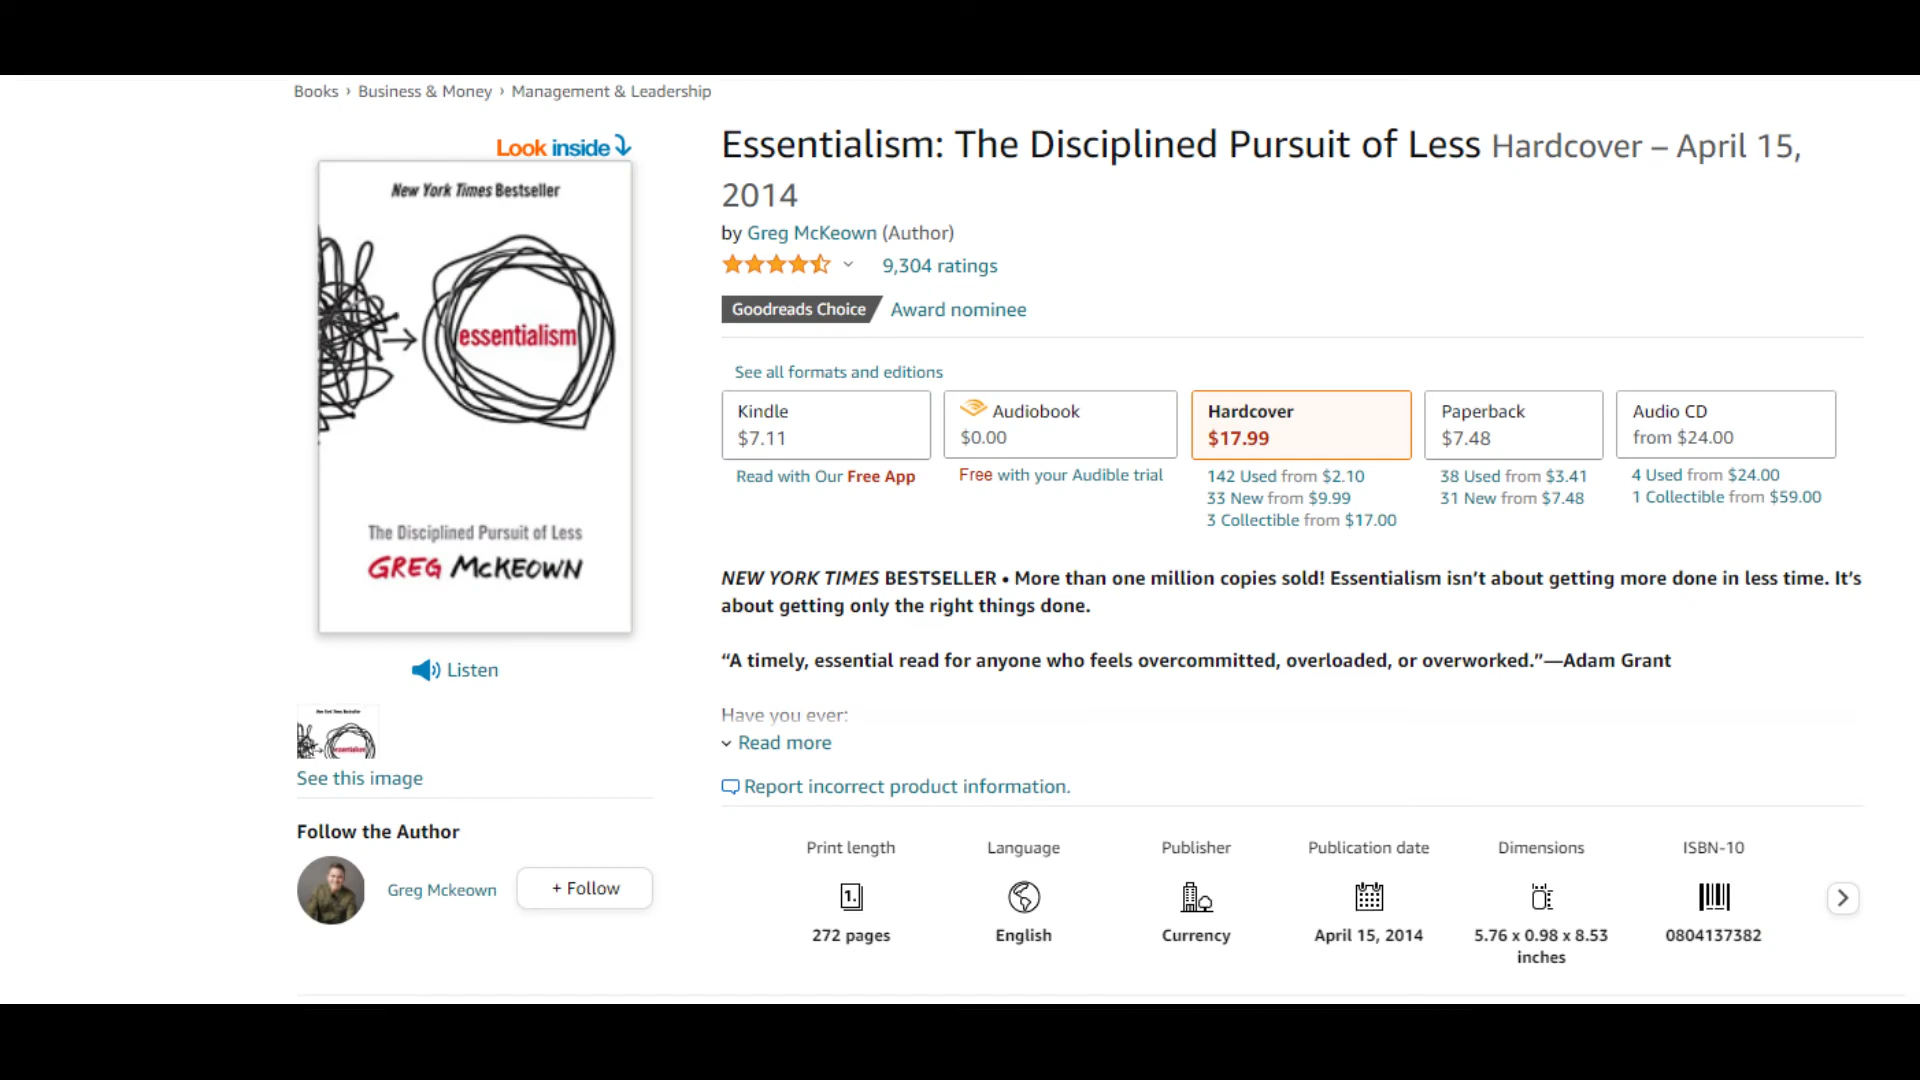 Books › Business & Money › Management & Leadership
Look inside
New York Times Bestseller
essentialism
The Disciplined Pursuit of Less
GREG McKEOWN
Listen
New York Times Bestseller
essentialism
See this image
Follow the Author
Greg Mckeown
+ Follow
Essentialism: The Disciplined Pursuit of Less Hardcover – April 15,
2014
by Greg McKeown (Author)
9,304 ratings
Goodreads Choice Award nominee
See all formats and editions
Kindle
$7.11
Read with Our Free App
Audiobook
$0.00
Free with your Audible trial
Hardcover
$17.99
142 Used from $2.10
33 New from $9.99
3 Collectible from $17.00
Paperback
$7.48
38 Used from $3.41
31 New from $7.48
Audio CD
from $24.00
4 Used from $24.00
1 Collectible from $59.00
NEW YORK TIMES BESTSELLER • More than one million copies sold! Essentialism isn’t about getting more done in less time. It’s
about getting only the right things done.
“A timely, essential read for anyone who feels overcommitted, overloaded, or overworked.”—Adam Grant
Have you ever:
Read more
Report incorrect product information.
Print length
1.
272 pages
Language
English
Publisher
Currency
Publication date
April 15, 2014
Dimensions
5.76 x 0.98 x 8.53
inches
ISBN-10
0804137382